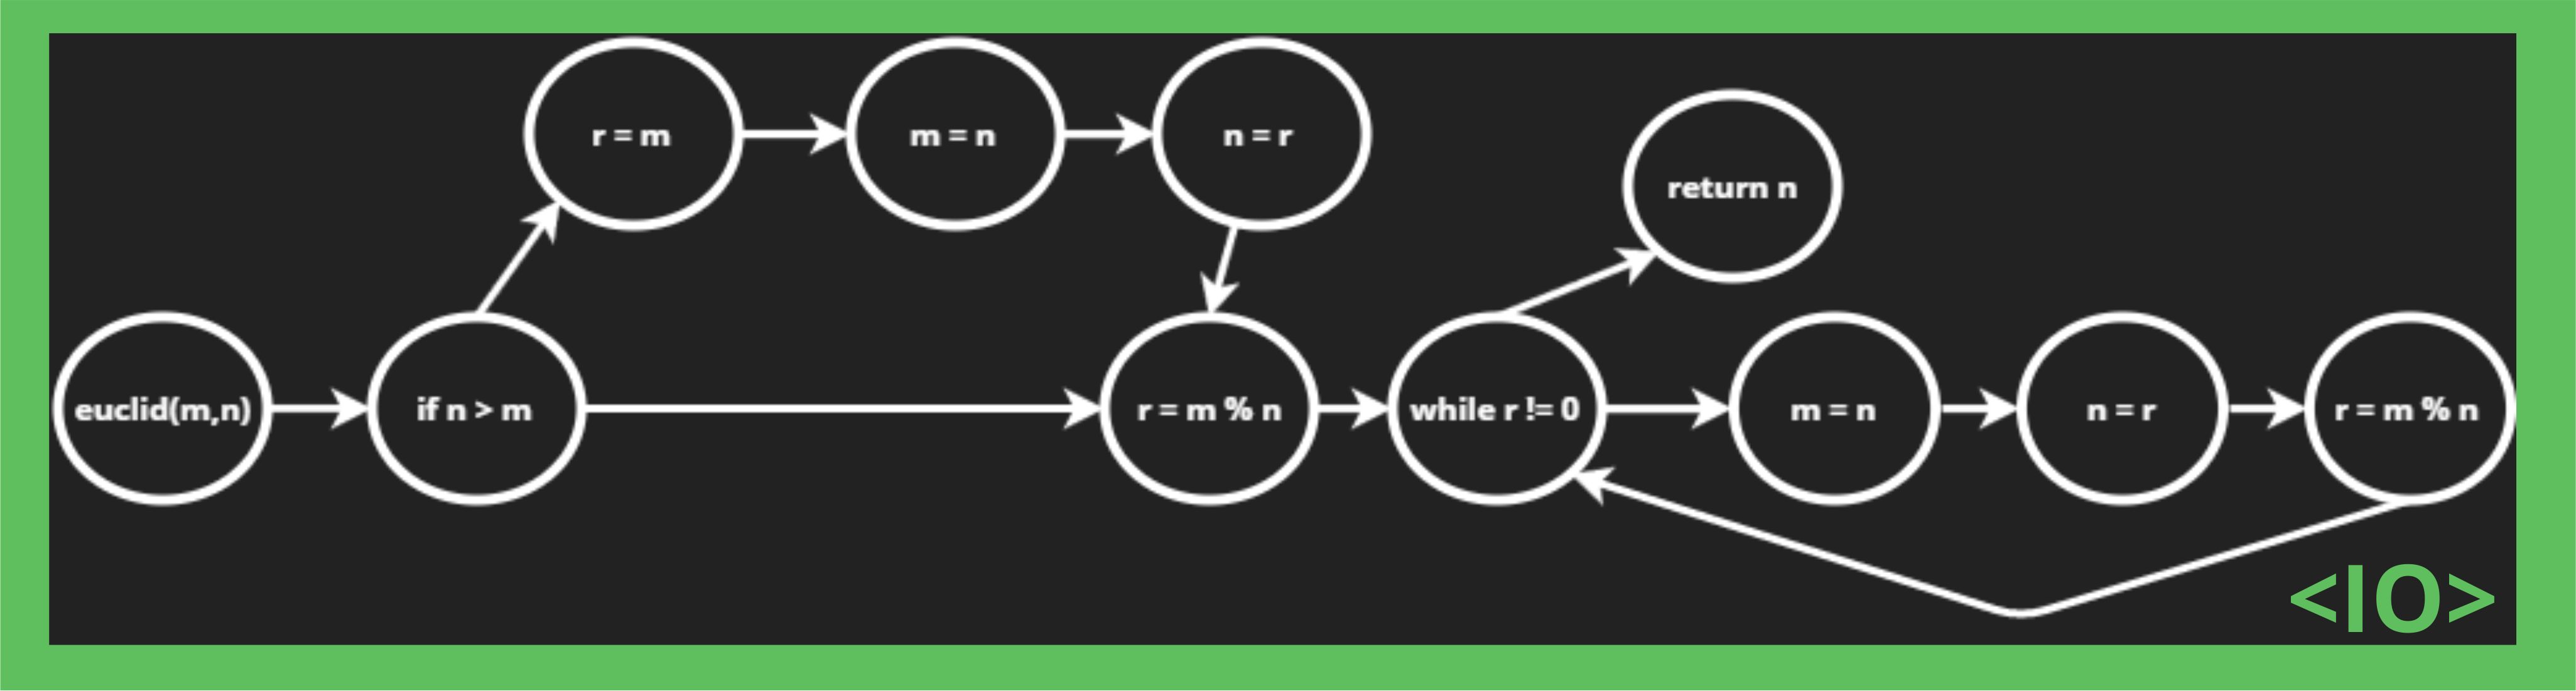 r = m
m = n
n = r
return n
euclid(m,n)
if n > m
r = m % n
while r != 0
m = n
n = r
r = m % n
<IO>